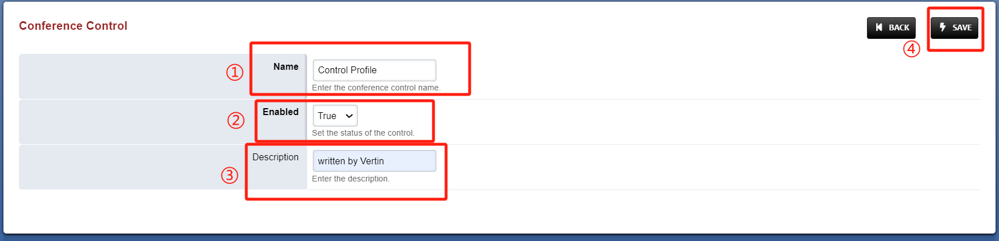 Conference Control
BACK
SAVE
④
① Name Control Profile
Enter the conference control name.
② Enabled True
Set the status of the control.
③ Description written by Vertin
Enter the description.